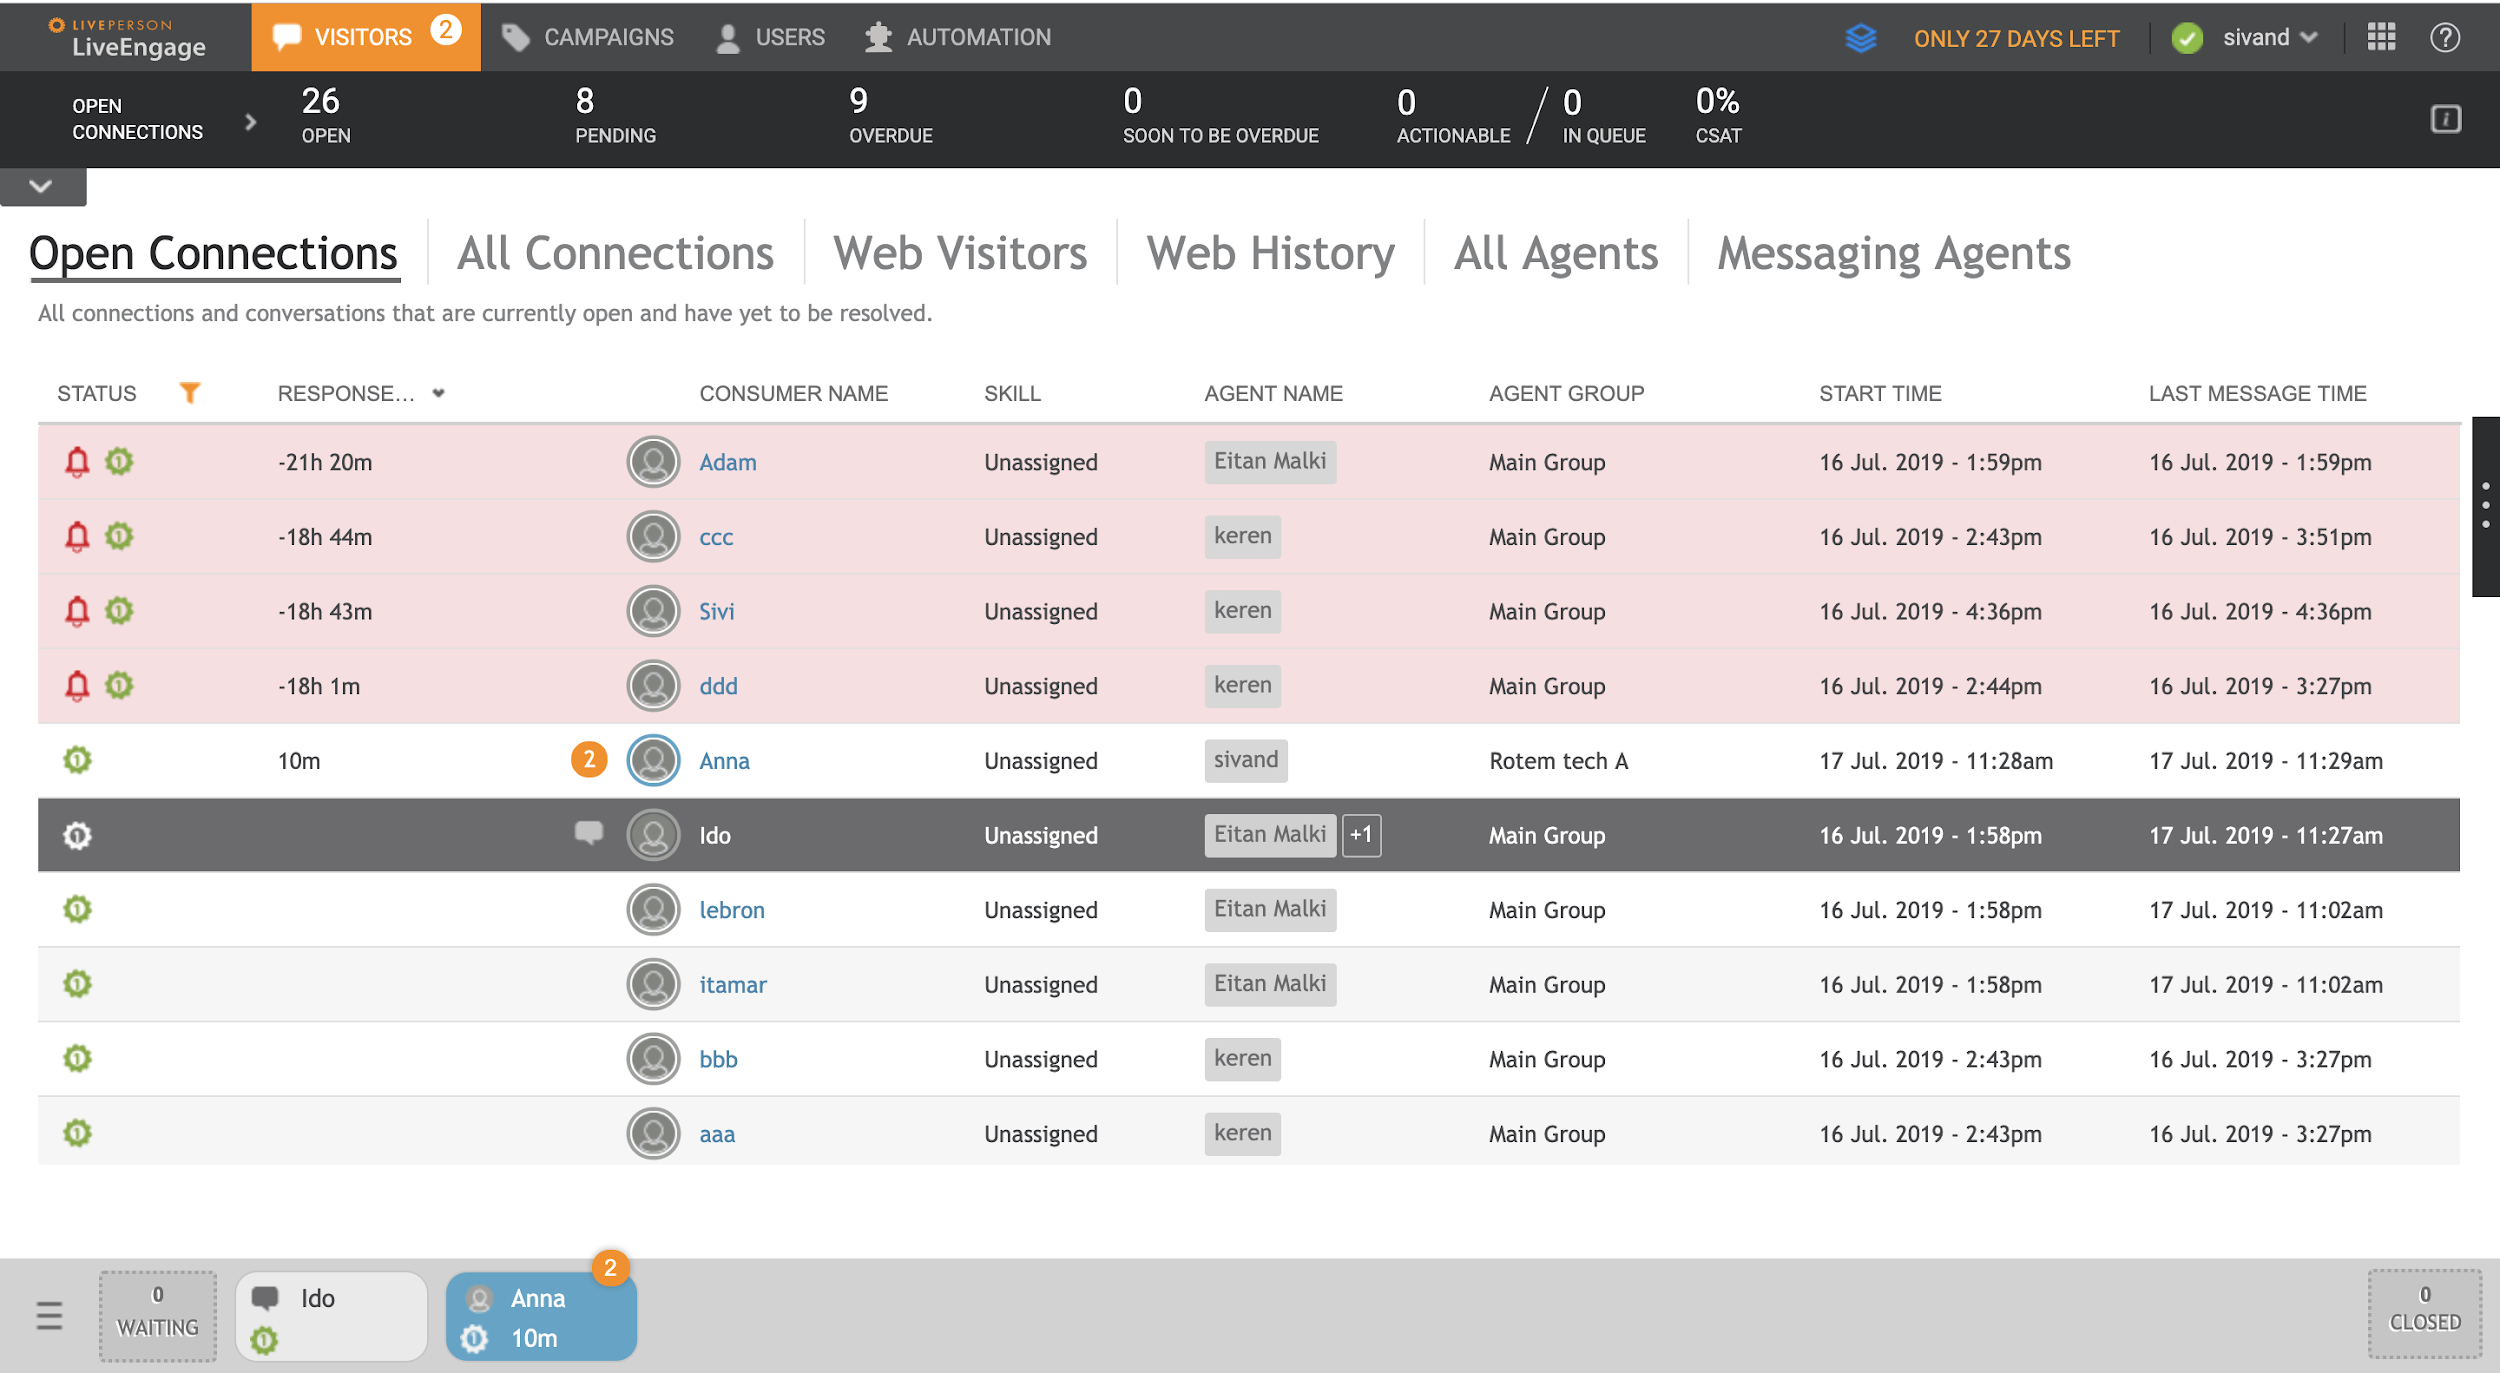 LIVEPERSON
LiveEngage
VISITORS 2 CAMPAIGNS USERS AUTOMATION ONLY 27 DAYS LEFT sivand ?
OPEN CONNECTIONS
26 OPEN
8 PENDING
9 OVERDUE
0 SOON TO BE OVERDUE
0 ACTIONABLE / 0 IN QUEUE
0% CSAT
i
Open Connections All Connections Web Visitors Web History All Agents Messaging Agents
All connections and conversations that are currently open and have yet to be resolved.
STATUS RESPONSE... CONSUMER NAME SKILL AGENT NAME AGENT GROUP START TIME LAST MESSAGE TIME
1 -21h 20m Adam Unassigned Eitan Malki Main Group 16 Jul. 2019 - 1:59pm 16 Jul. 2019 - 1:59pm
1 -18h 44m ccc Unassigned keren Main Group 16 Jul. 2019 - 2:43pm 16 Jul. 2019 - 3:51pm
1 -18h 43m Sivi Unassigned keren Main Group 16 Jul. 2019 - 4:36pm 16 Jul. 2019 - 4:36pm
1 -18h 1m ddd Unassigned keren Main Group 16 Jul. 2019 - 2:44pm 16 Jul. 2019 - 3:27pm
1 10m 2 Anna Unassigned sivand Rotem tech A 17 Jul. 2019 - 11:28am 17 Jul. 2019 - 11:29am
1 Ido Unassigned Eitan Malki +1 Main Group 16 Jul. 2019 - 1:58pm 17 Jul. 2019 - 11:27am
1 lebron Unassigned Eitan Malki Main Group 16 Jul. 2019 - 1:58pm 17 Jul. 2019 - 11:02am
1 itamar Unassigned Eitan Malki Main Group 16 Jul. 2019 - 1:58pm 17 Jul. 2019 - 11:02am
1 bbb Unassigned keren Main Group 16 Jul. 2019 - 2:43pm 16 Jul. 2019 - 3:27pm
1 aaa Unassigned keren Main Group 16 Jul. 2019 - 2:43pm 16 Jul. 2019 - 3:27pm
0 WAITING
Ido
1
2
Anna
1 10m
0 CLOSED